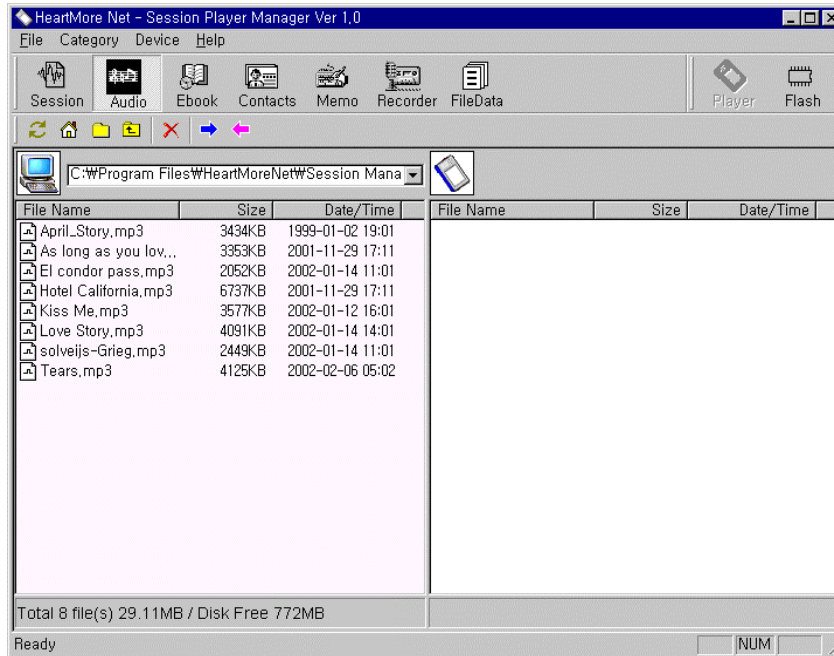 HeartMore Net - Session Player Manager Ver 1,0
File Category Device Help
Session Audio Ebook Contacts Memo Recorder FileData Player Flash
C:₩Program Files₩HeartMoreNet₩Session Mana
File Name Size Date/Time File Name Size Date/Time
April_Story,mp3 3434KB 1999-01-02 19:01
As long as you lov,,, 3353KB 2001-11-29 17:11
El condor pass,mp3 2052KB 2002-01-14 11:01
Hotel California,mp3 6737KB 2001-11-29 17:11
Kiss Me,mp3 3577KB 2002-01-12 16:01
Love Story,mp3 4091KB 2002-01-14 14:01
solveijs-Grieg,mp3 2449KB 2002-01-14 11:01
Tears,mp3 4125KB 2002-02-06 05:02
Total 8 file(s) 29.11MB / Disk Free 772MB
Ready NUM